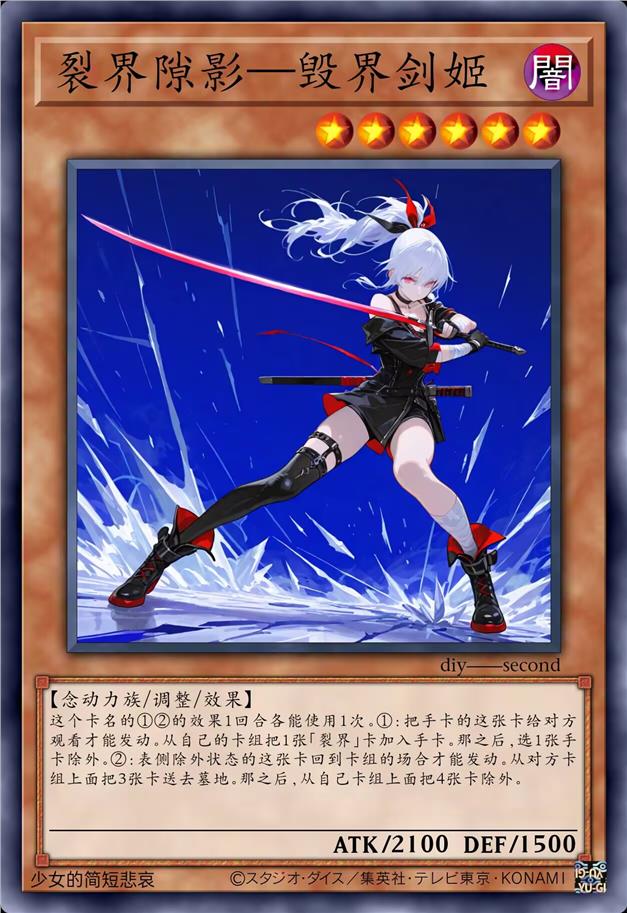 裂界隙影—毁界剑姬
闇
diy——second
【念动力族/调整/效果】
这个卡名的①②的效果1回合各能使用1次。①:把手卡的这张卡给对方
观看才能发动。从自己的卡组把1张「裂界」卡加入手卡。那之后,选1张手
卡除外。②:表侧除外状态的这张卡回到卡组的场合才能发动。从对方卡
组上面把3张卡送去墓地。那之后,从自己卡组上面把4张卡除外。
ATK/2100 DEF/1500
少女的简短悲哀 ©スタジオ・ダイス／集英社・テレビ東京・KONAMI